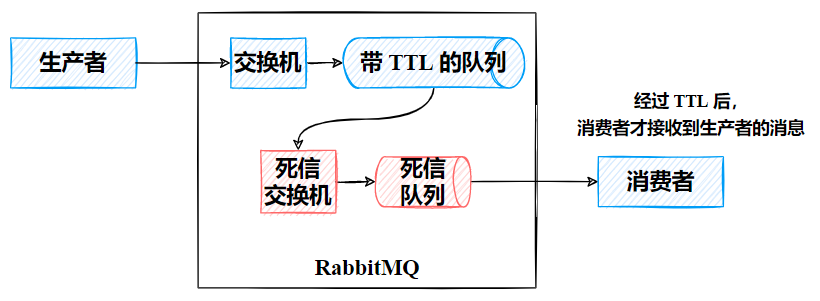 生产者
交换机
带 TTL 的队列
经过 TTL 后，
消费者才接收到生产者的消息
死信
交换机
死信
队列
消费者
RabbitMQ